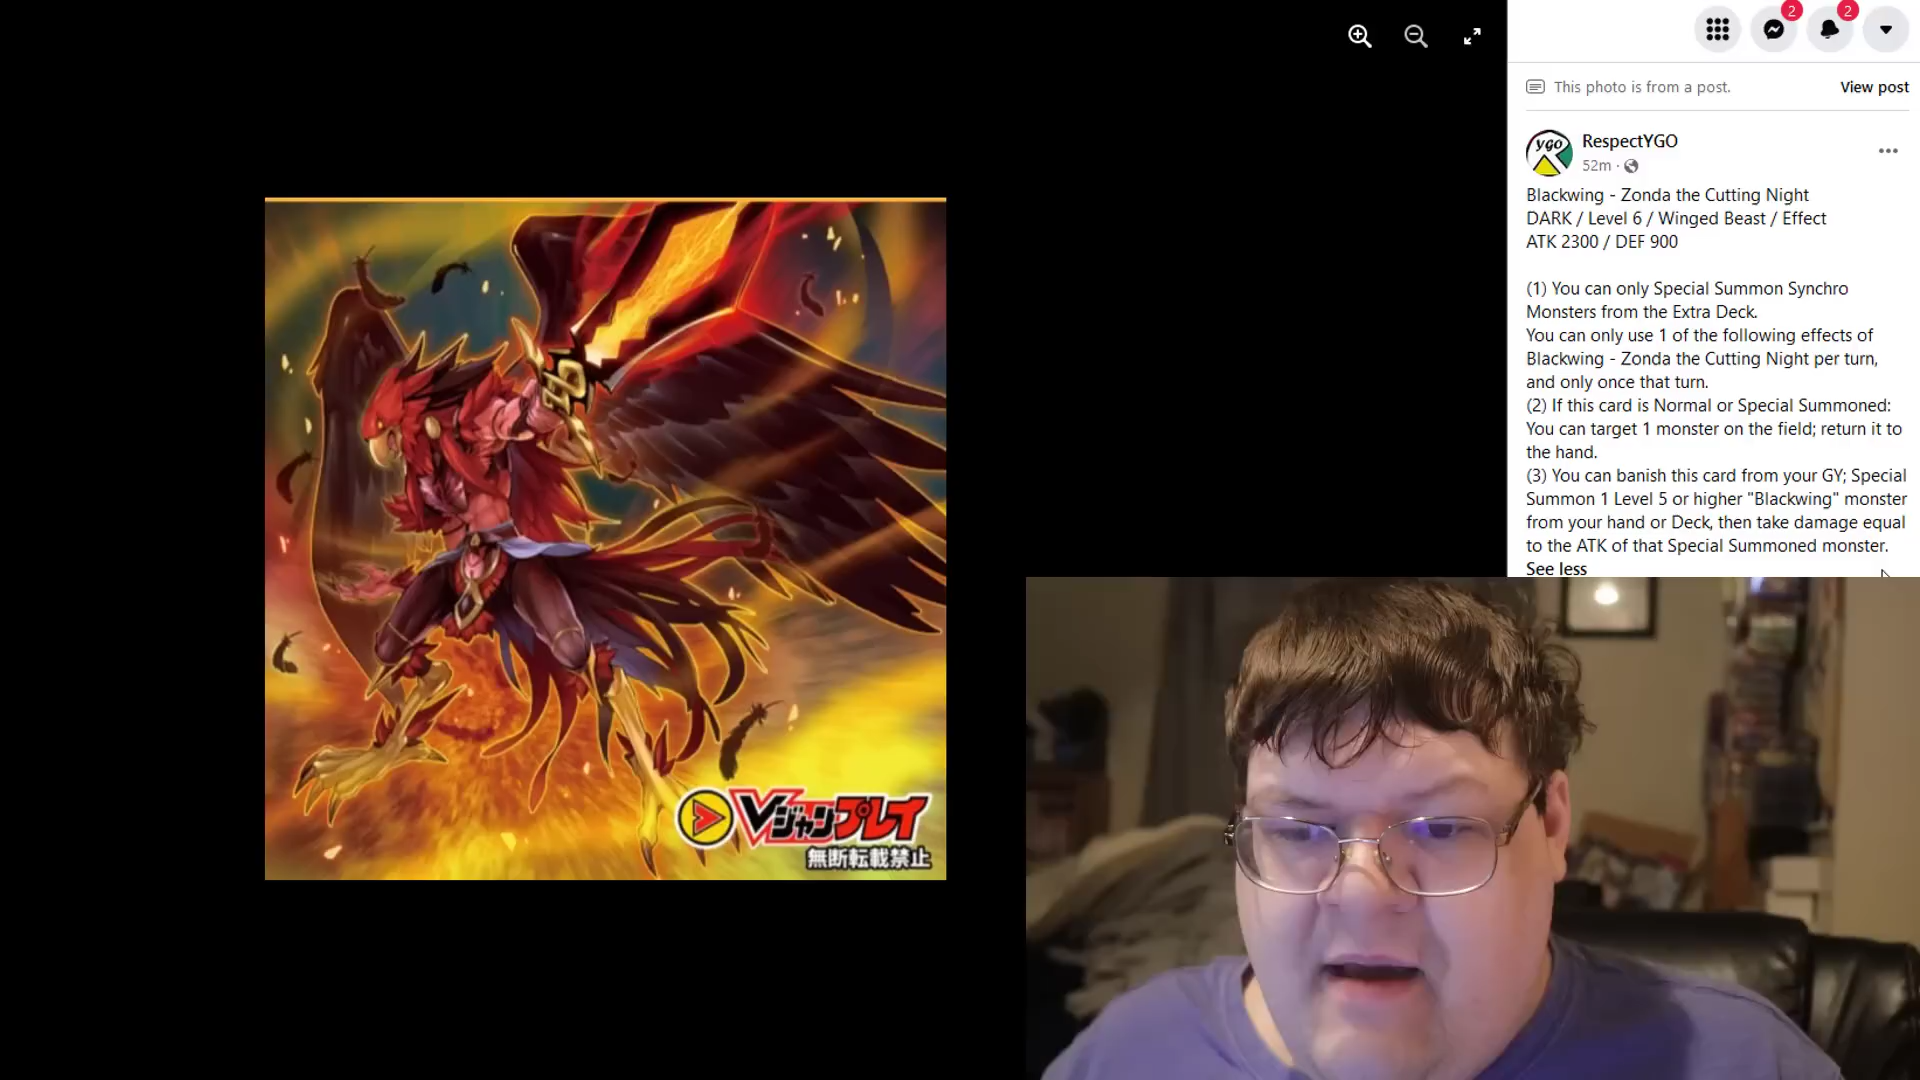 2
2
This photo is from a post.
View post
YGO
RespectYGO
52m ·
Blackwing - Zonda the Cutting Night
DARK / Level 6 / Winged Beast / Effect
ATK 2300 / DEF 900
(1) You can only Special Summon Synchro
Monsters from the Extra Deck.
You can only use 1 of the following effects of
Blackwing - Zonda the Cutting Night per turn,
and only once that turn.
(2) If this card is Normal or Special Summoned:
You can target 1 monster on the field; return it to
the hand.
(3) You can banish this card from your GY; Special
Summon 1 Level 5 or higher "Blackwing" monster
from your hand or Deck, then take damage equal
to the ATK of that Special Summoned monster.
See less
Vジャンプレイ
無断転載禁止